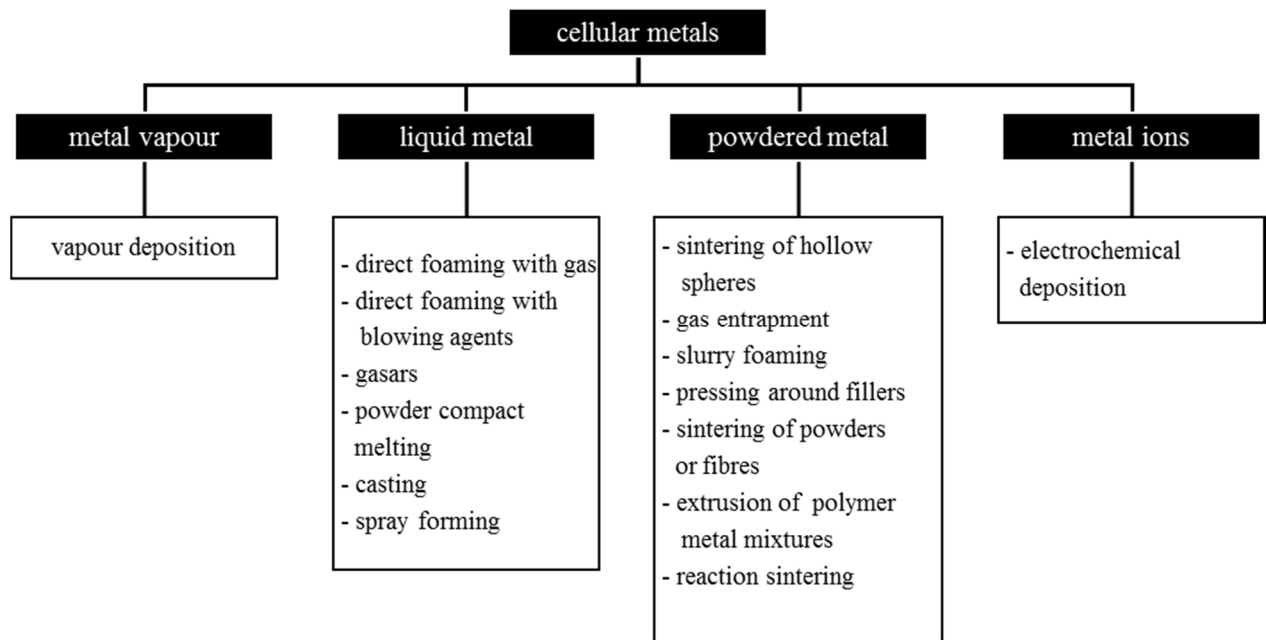 cellular metals
metal vapour
liquid metal
powdered metal
metal ions
vapour deposition
- direct foaming with gas
- direct foaming with
blowing agents
- gasars
- powder compact
melting
- casting
- spray forming
- sintering of hollow
spheres
- gas entrapment
- slurry foaming
- pressing around fillers
- sintering of powders
or fibres
- extrusion of polymer
metal mixtures
- reaction sintering
- electrochemical
deposition